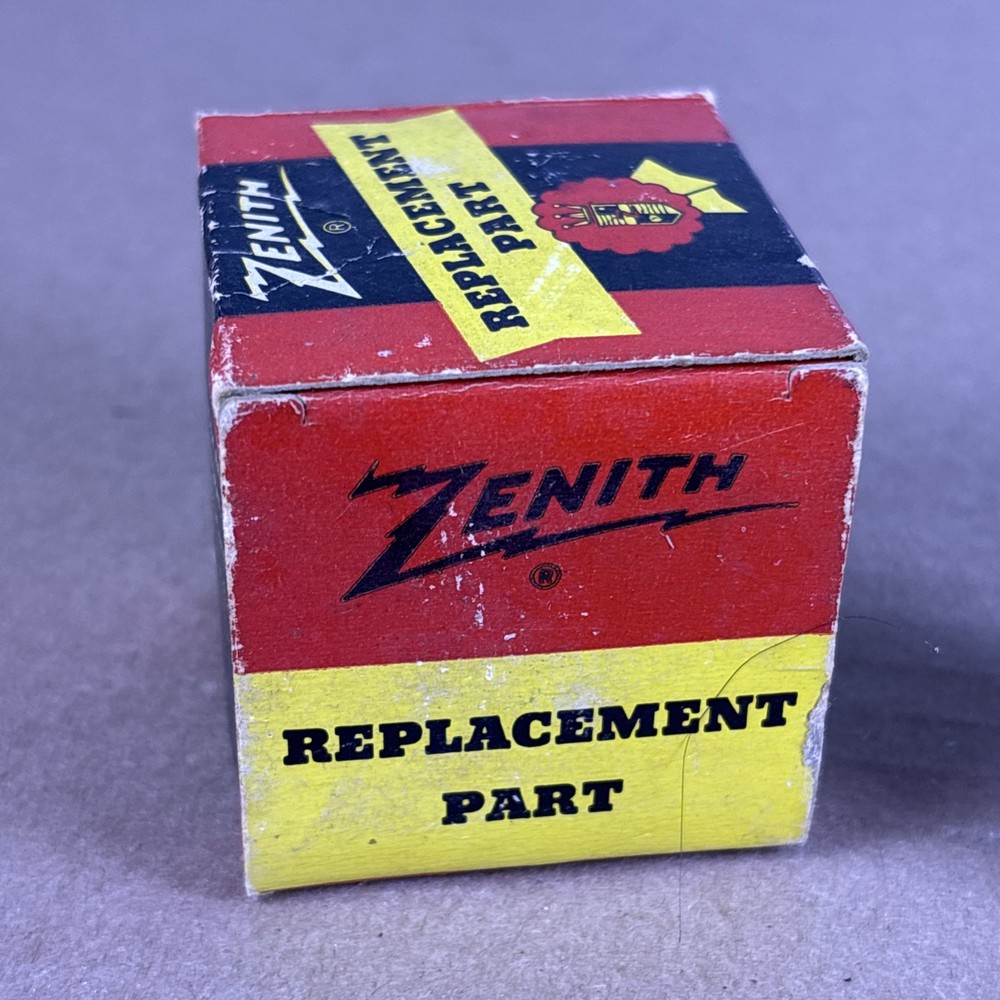 ZENITH
®
REPLACEMENT
PART
ZENITH
®
REPLACEMENT
PART